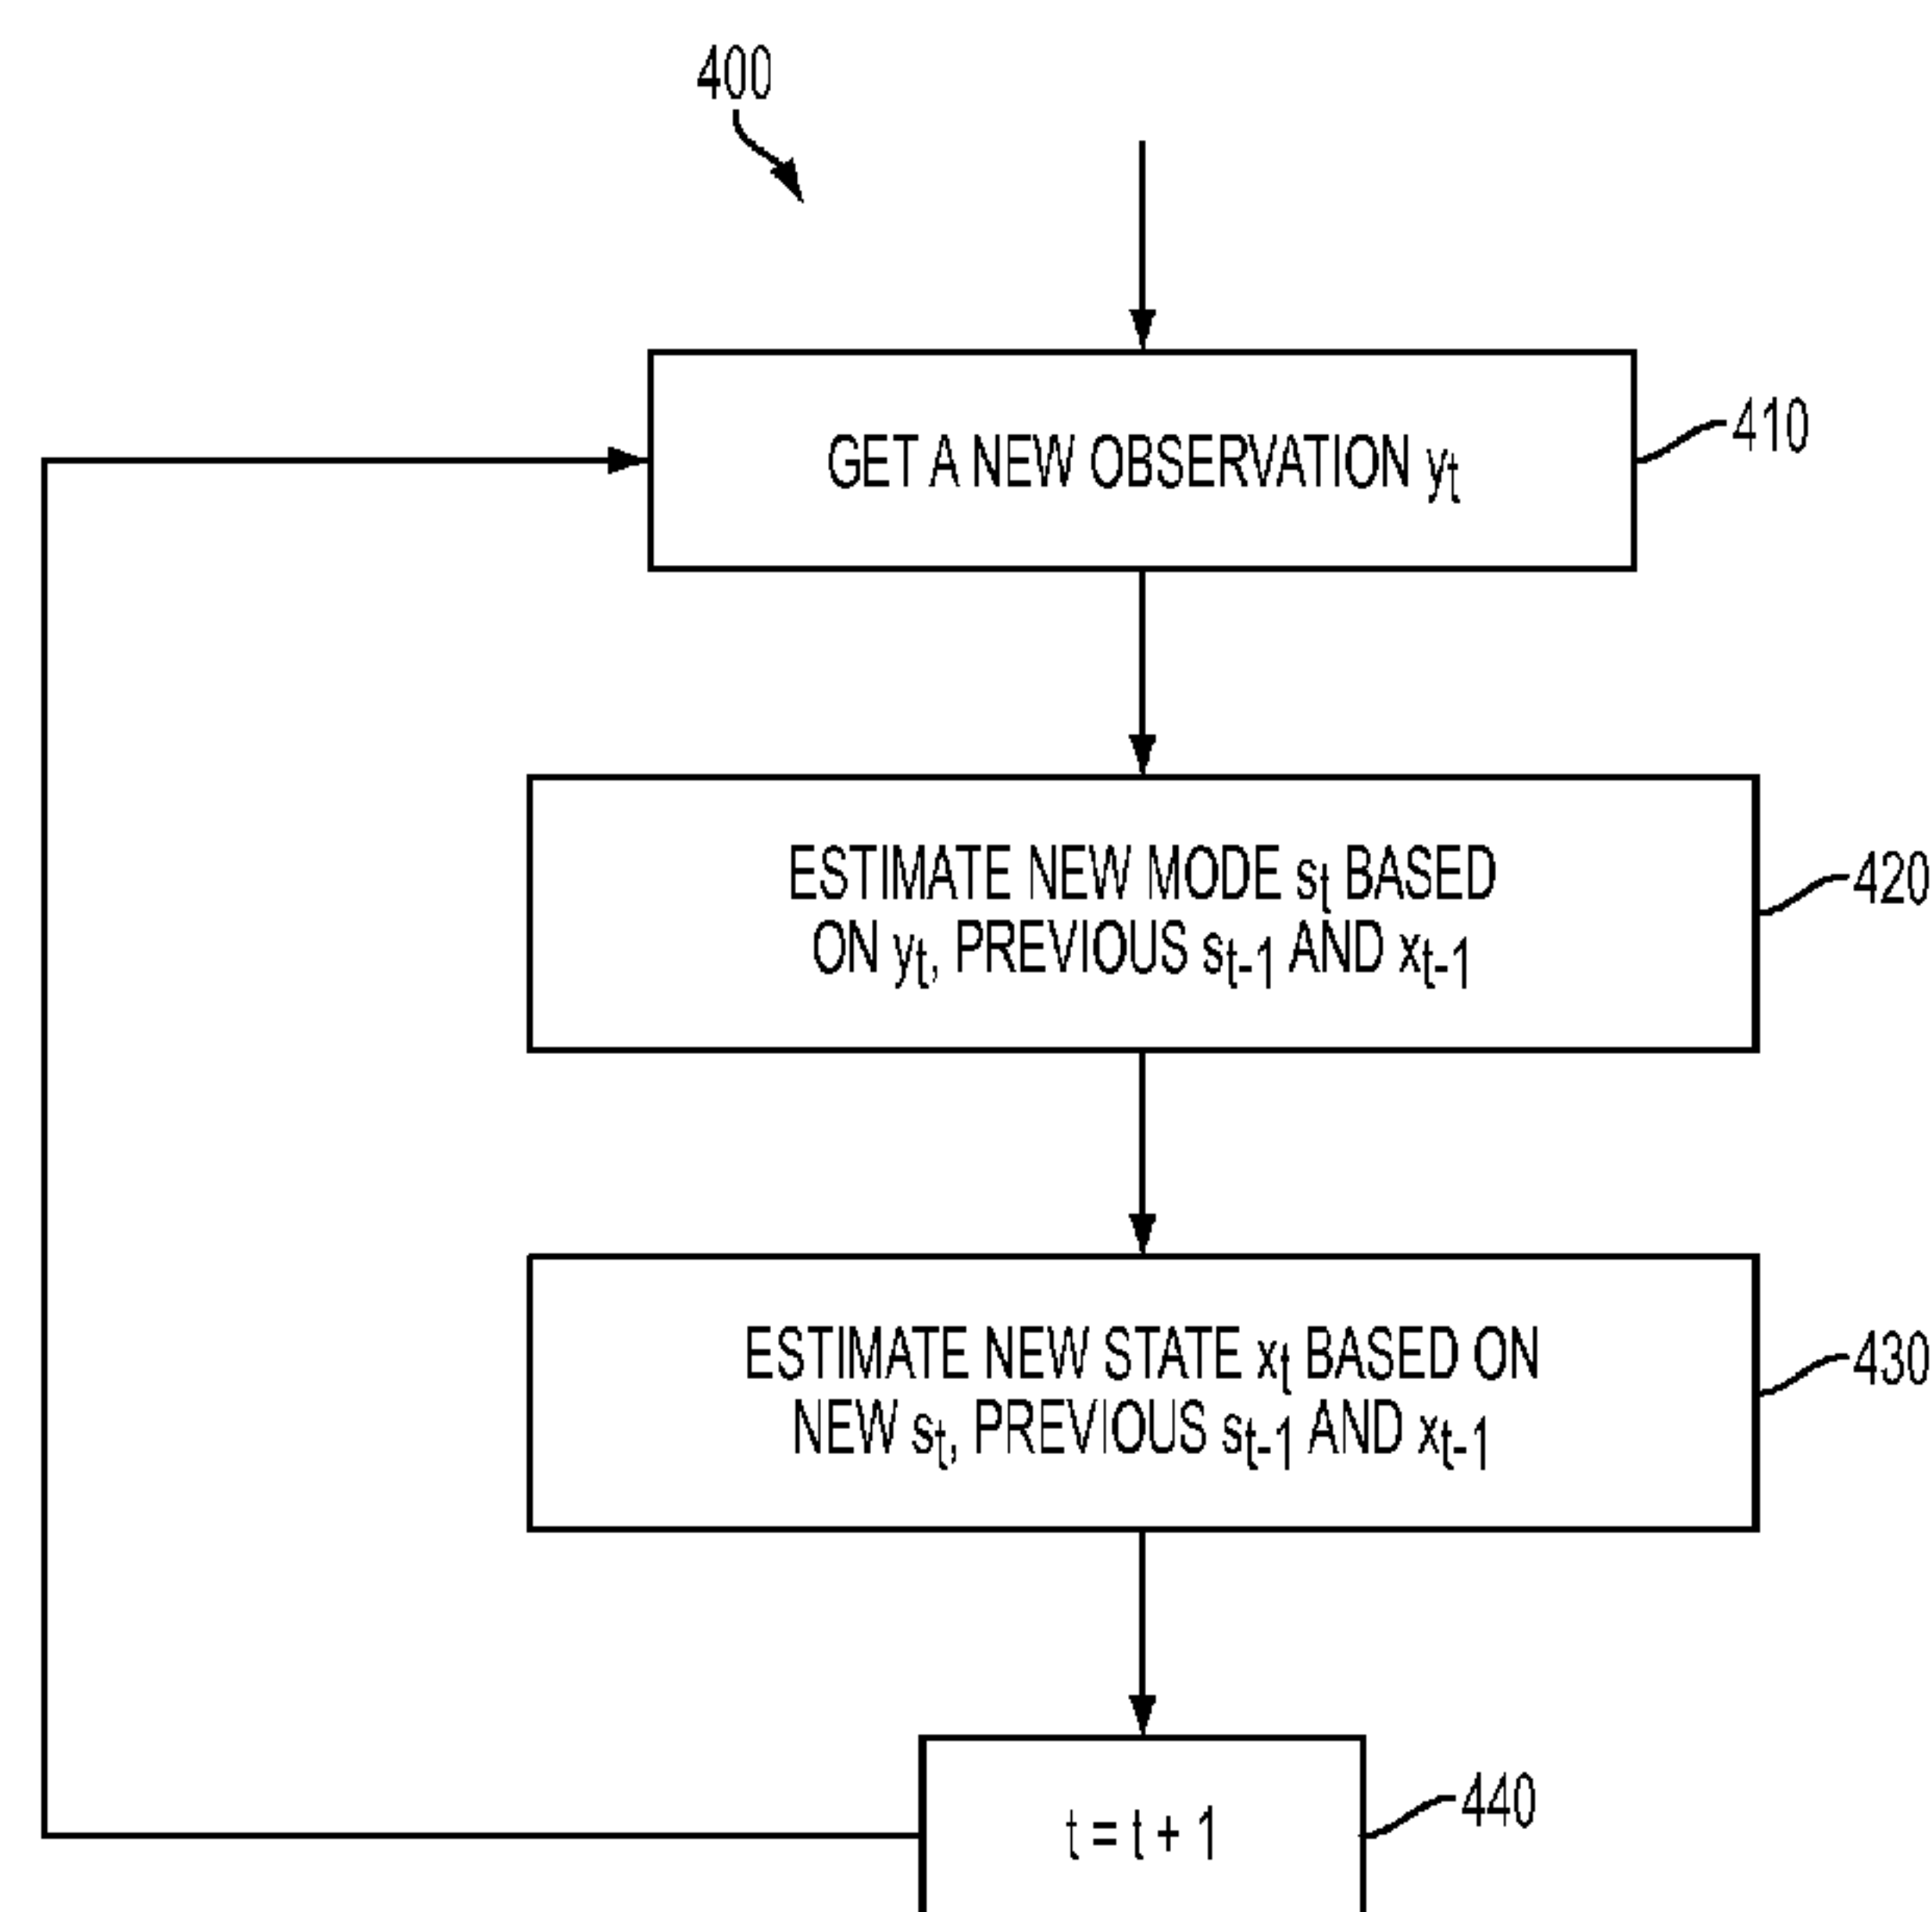 400
GET A NEW OBSERVATION yₜ
410
ESTIMATE NEW MODE sₜ BASED
ON yₜ, PREVIOUS sₜ₋₁ AND xₜ₋₁
420
ESTIMATE NEW STATE xₜ BASED ON
NEW sₜ, PREVIOUS sₜ₋₁ AND xₜ₋₁
430
t = t + 1
440